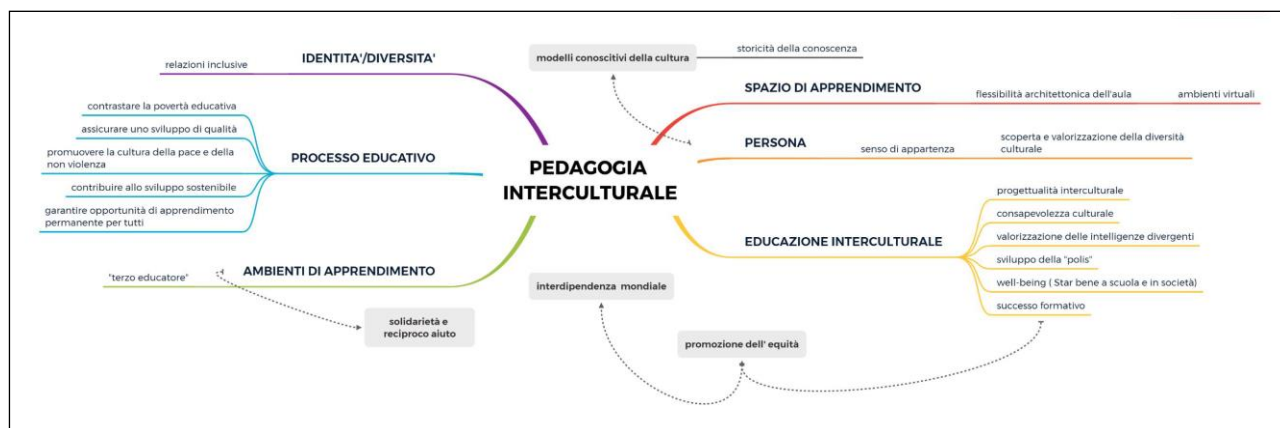 PEDAGOGIA
INTERCULTURALE
IDENTITA'/DIVERSITA'
relazioni inclusive
PROCESSO EDUCATIVO
contrastare la povertà educativa
assicurare uno sviluppo di qualità
promuovere la cultura della pace e della
non violenza
contribuire allo sviluppo sostenibile
garantire opportunità di apprendimento
permanente per tutti
AMBIENTI DI APPRENDIMENTO
"terzo educatore"
solidarietà e
reciproco aiuto
modelli conoscitivi della cultura
storicità della conoscenza
SPAZIO DI APPRENDIMENTO
flessibilità architettonica dell'aula
ambienti virtuali
PERSONA
senso di appartenza
scoperta e valorizzazione della diversità
culturale
EDUCAZIONE INTERCULTURALE
progettualità interculturale
consapevolezza culturale
valorizzazione delle intelligenze divergenti
sviluppo della "polis"
well-being ( Star bene a scuola e in società)
successo formativo
interdipendenza mondiale
promozione dell' equità